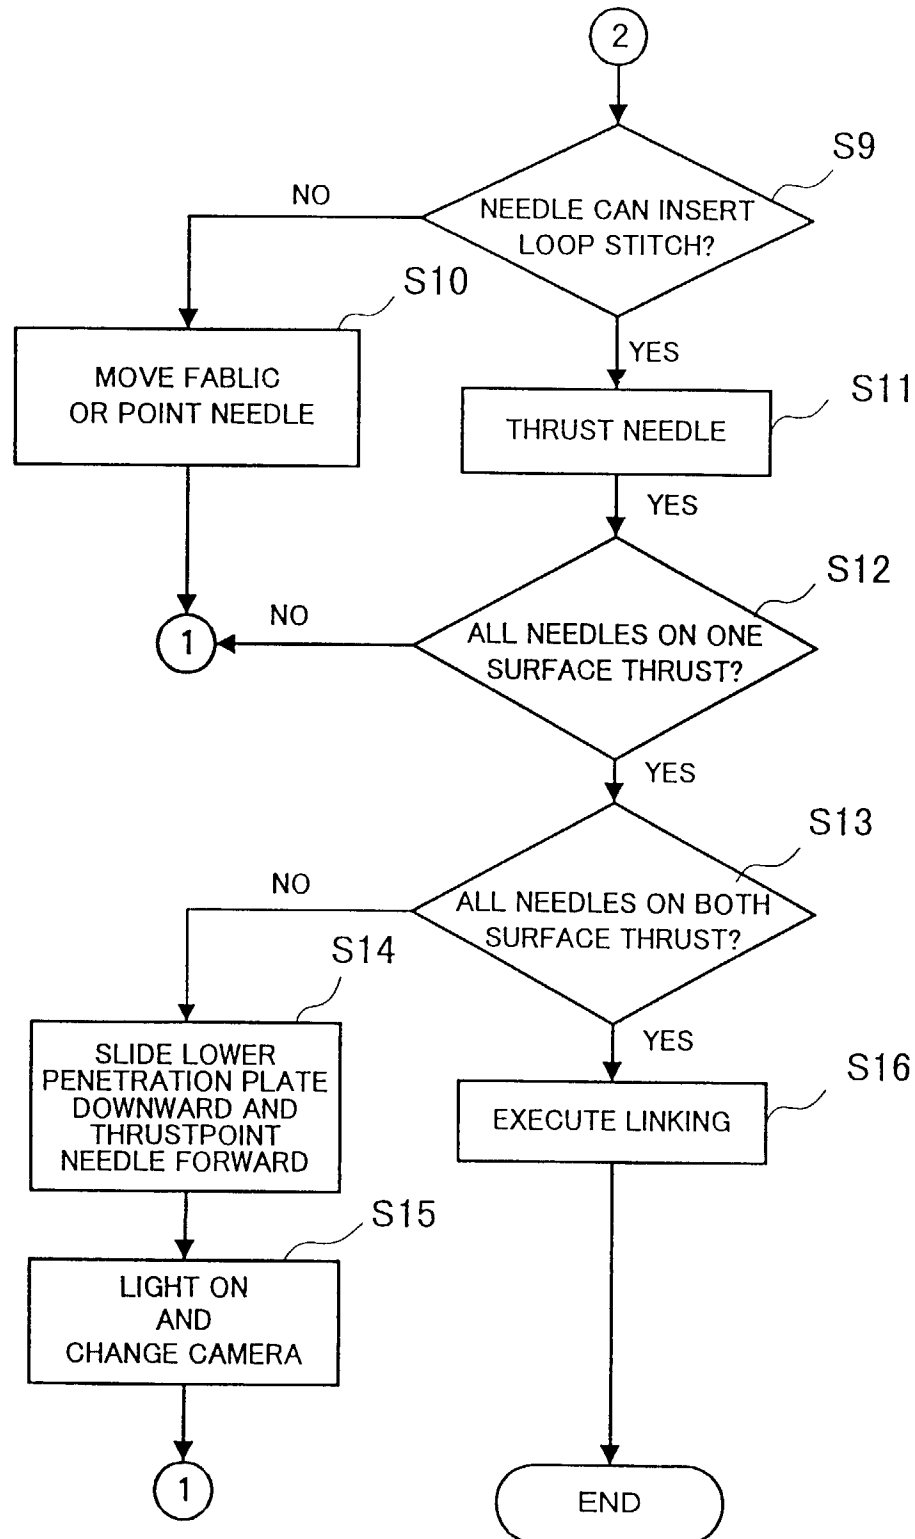 2
S9
NEEDLE CAN INSERT
LOOP STITCH?
NO
S10
YES
MOVE FABLIC
OR POINT NEEDLE
S11
THRUST NEEDLE
YES
S12
NO
1
ALL NEEDLES ON ONE
SURFACE THRUST?
YES
S13
NO
ALL NEEDLES ON BOTH
SURFACE THRUST?
S14
YES
SLIDE LOWER
PENETRATION PLATE
DOWNWARD AND
THRUSTPOINT
NEEDLE FORWARD
S16
EXECUTE LINKING
S15
LIGHT ON
AND
CHANGE CAMERA
1
END